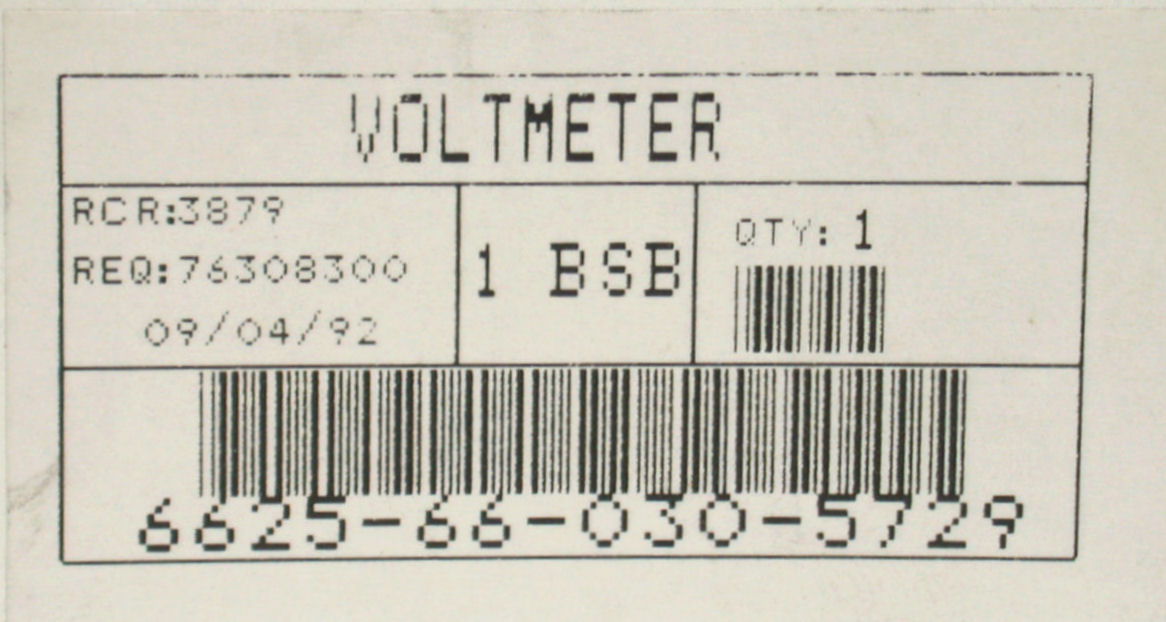 VOLTMETER
RCR:3879
REQ:76308300
09/04/92
1 BSB
QTY: 1
6625-66-030-5729